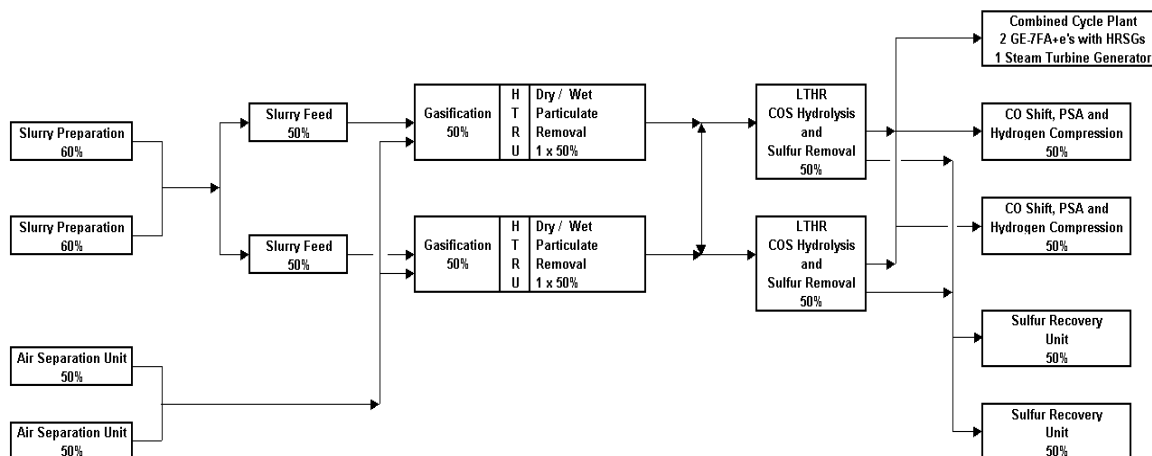 Combined Cycle Plant
2 GE-7FA+e's with HRSGs
1 Steam Turbine Generator
Slurry Preparation
60%
Slurry Preparation
60%
Slurry Feed
50%
Slurry Feed
50%
Gasification
50%
H
T
R
U
Dry / Wet
Particulate
Removal
1 x 50%
Gasification
50%
H
T
R
U
Dry / Wet
Particulate
Removal
1 x 50%
LTHR
COS Hydrolysis
and
Sulfur Removal
50%
LTHR
COS Hydrolysis
and
Sulfur Removal
50%
CO Shift, PSA and
Hydrogen Compression
50%
CO Shift, PSA and
Hydrogen Compression
50%
Air Separation Unit
50%
Air Separation Unit
50%
Sulfur Recovery
Unit
50%
Sulfur Recovery
Unit
50%